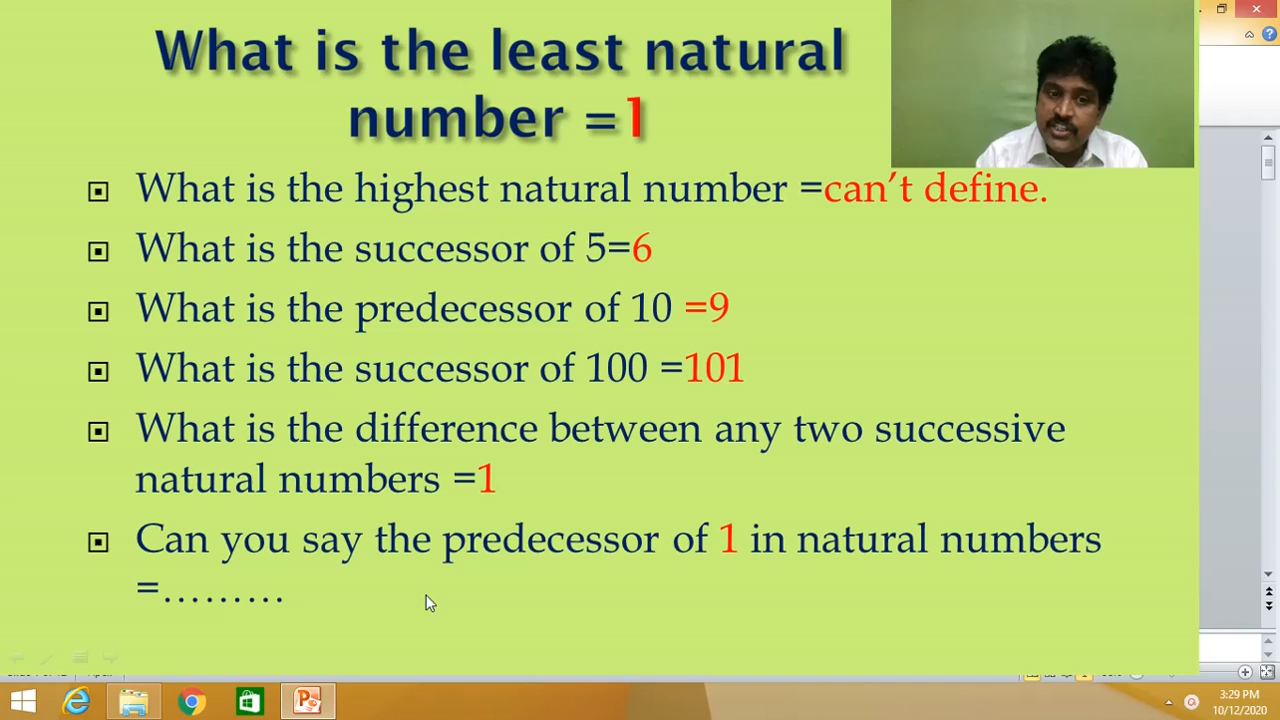 What is the least natural
number =1
What is the highest natural number =can't define.
What is the successor of 5=6
What is the predecessor of 10 =9
What is the successor of 100 =101
What is the difference between any two successive
natural numbers =1
Can you say the predecessor of 1 in natural numbers
=………
3:29 PM
10/12/2020